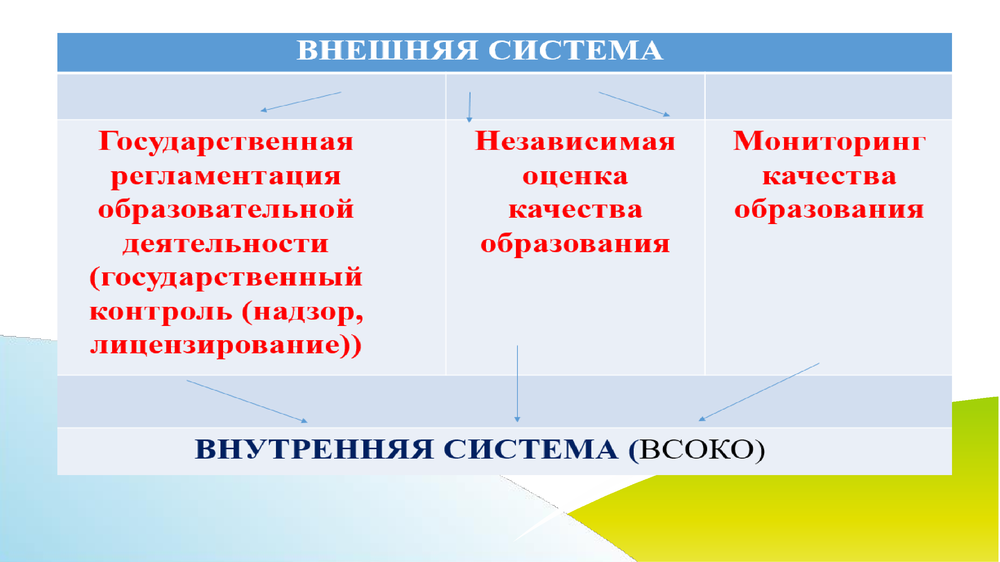 ВНЕШНЯЯ СИСТЕМА
Государственная
регламентация
образовательной
деятельности
(государственный
контроль (надзор,
лицензирование))
Независимая
оценка
качества
образования
Мониторинг
качества
образования
ВНУТРЕННЯЯ СИСТЕМА (ВСОКО)